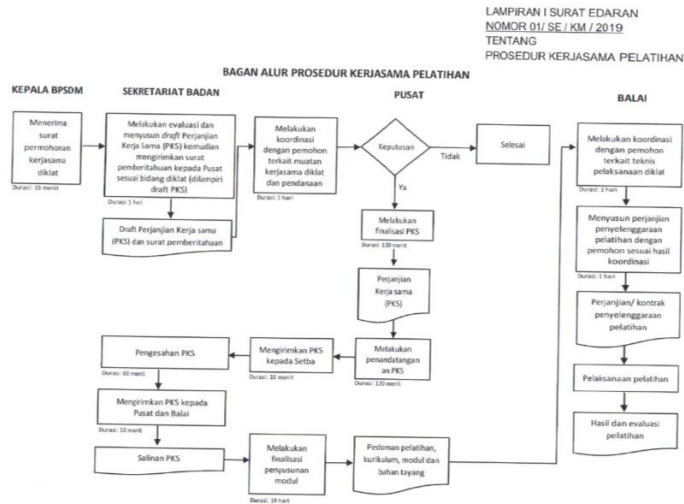 LAMPIRAN I SURAT EDARAN
NOMOR 01/ SE / KM / 2019
TENTANG
PROSEDUR KERJASAMA PELATIHAN
BAGAN ALUR PROSEDUR KERJASAMA PELATIHAN
KEPALA BPSDM
SEKRETARIAT BADAN
PUSAT
BALAI
Menerima
surat
permohonan
kerjasama
diklat
Durasi: 10 menit
Melakukan evaluasi dan
menyusun draft Perjanjian
Kerja Sama (PKS) kemudian
mengirimkan surat
pemberitahuan kepada Pusat
sesuai bidang diklat (dilampiri
draft PKS)
Durasi: 1 hari
Draft Perjanjian Kerja sama
(PKS) dan surat pemberitahuan
Melakukan
koordinasi
dengan pemohon
terkait muatan
kerjasama diklat
dan pendanaan
Durasi: 1 hari
Keputusan
Tidak
Selesai
Ya
Melakukan
finalisasi PKS
Durasi: 120 menit
Perjanjian
Kerja sama
(PKS)
Melakukan
penandatangan
an PKS
Durasi: 120 menit
Mengirimkan PKS
kepada Setba
Durasi: 10 menit
Pengesahan PKS
Durasi: 60 menit
Mengirimkan PKS kepada
Pusat dan Balai
Durasi: 10 menit
Salinan PKS
Melakukan
finalisasi
penyusunan
modul
Durasi: 14 hari
Pedoman pelatihan,
kurikulum, modul dan
bahan tayang
Melakukan koordinasi
dengan pemohon
terkait teknis
pelaksanaan diklat
Durasi: 1 hari
Menyusun perjanjian
penyelenggaraan
pelatihan dengan
pemohon sesuai hasil
koordinasi
Durasi: 1 hari
Perjanjian/ kontrak
penyelenggaraan
pelatihan
Pelaksanaan pelatihan
Hasil dan evaluasi
pelatihan